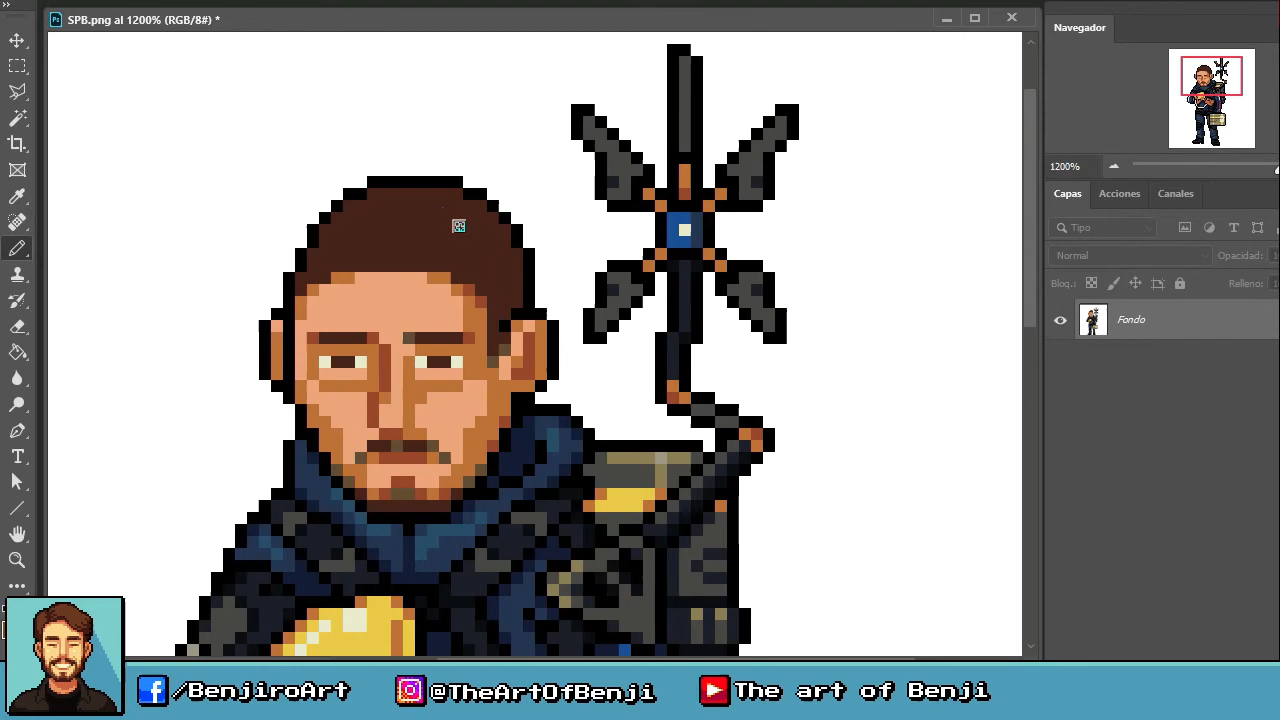 SPB.png al 1200% (RGB/8#) *
Navegador
1200%
Capas
Acciones
Canales
Tipo
Normal
Opacidad:
Bloq.:
Relleno:
Fondo
/BenjiroArt
@TheArtOfBenji
The art of Benji